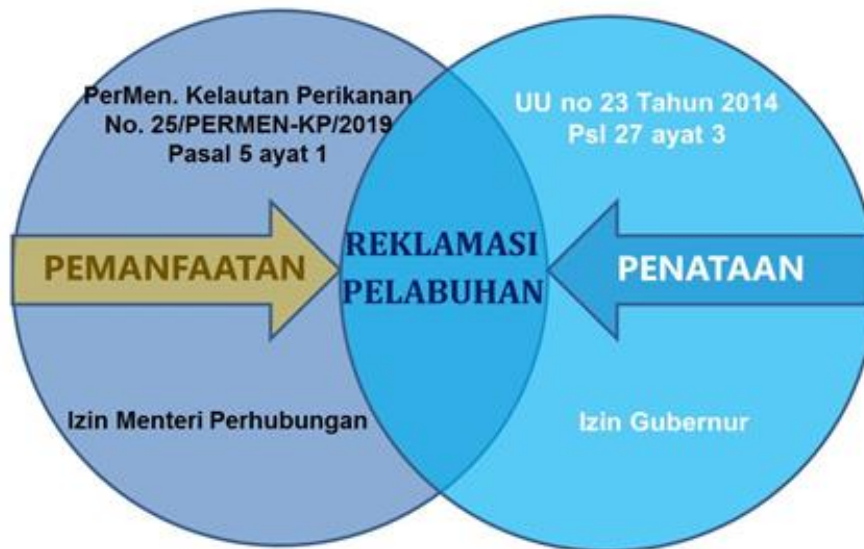 PerMen. Kelautan Perikanan
No. 25/PERMEN-KP/2019
Pasal 5 ayat 1
UU no 23 Tahun 2014
Psl 27 ayat 3
PEMANFAATAN
REKLAMASI
PELABUHAN
PENATAAN
Izin Menteri Perhubungan
Izin Gubernur